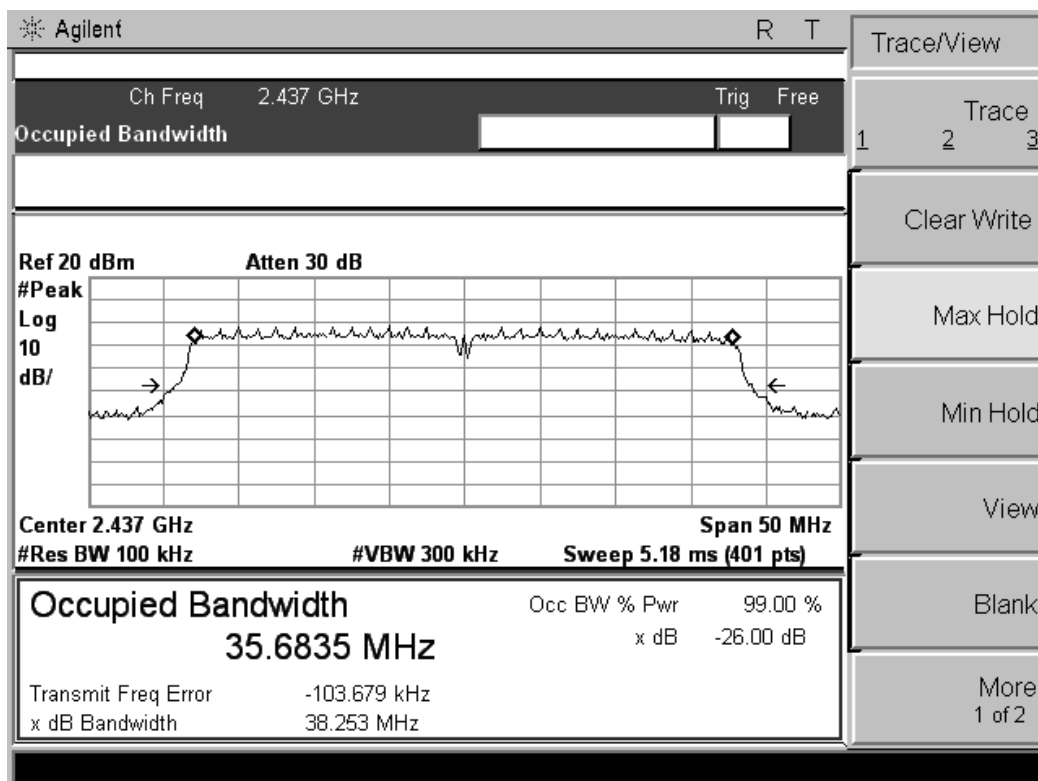 Agilent R T
Trace/View
Ch Freq 2.437 GHz Trig Free
Occupied Bandwidth
Trace
1 2 3
Clear Write
Max Hold
Min Hold
View
Blank
More
1 of 2
Ref 20 dBm Atten 30 dB
#Peak
Log
10
dB/
Center 2.437 GHz Span 50 MHz
#Res BW 100 kHz #VBW 300 kHz Sweep 5.18 ms (401 pts)
Occupied Bandwidth
35.6835 MHz
Occ BW % Pwr 99.00 %
x dB -26.00 dB
Transmit Freq Error -103.679 kHz
x dB Bandwidth 38.253 MHz